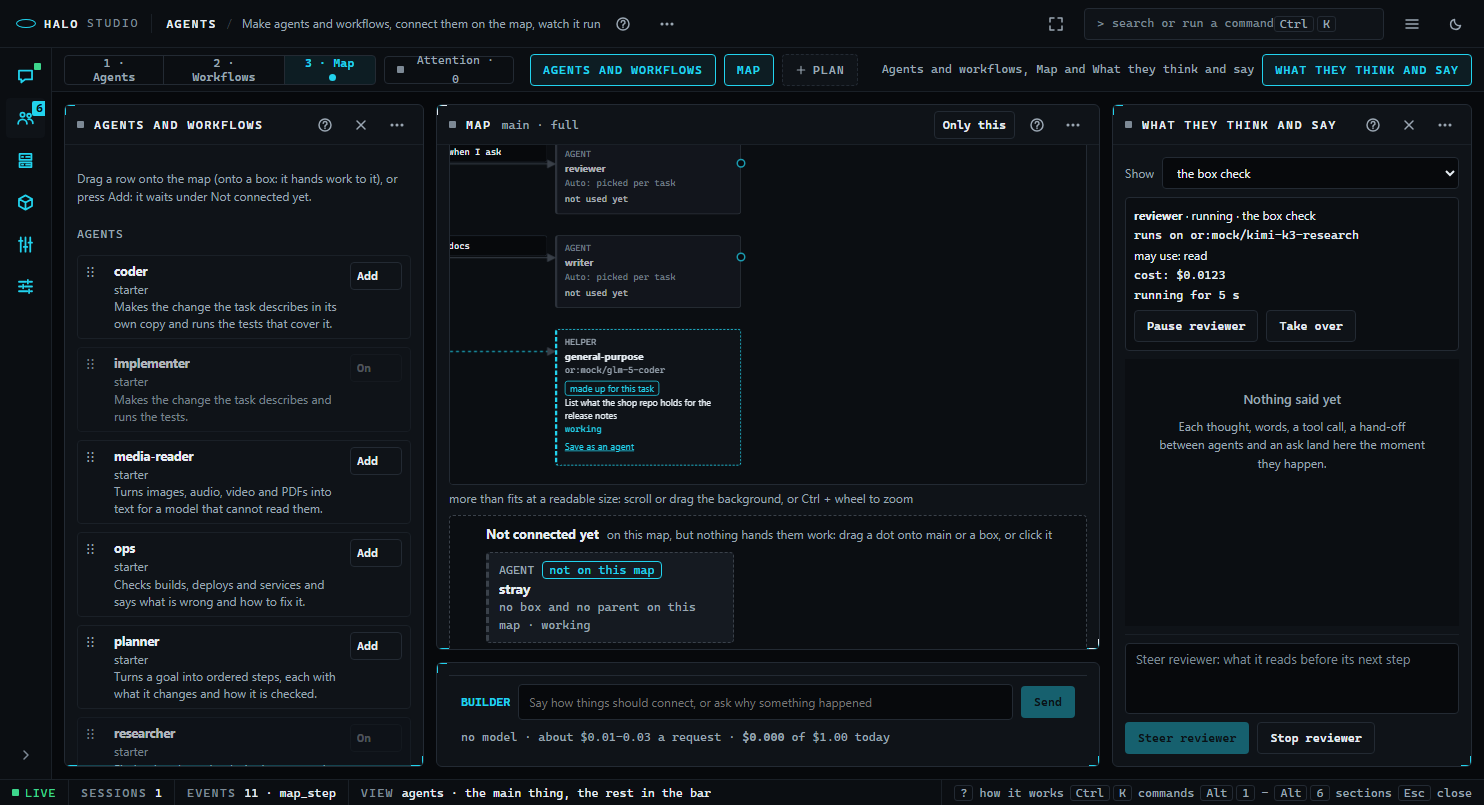 HALO STUDIO AGENTS / Make agents and workflows, connect them on the map, watch it run ? ...
> search or run a command Ctrl K
1 · Agents
2 · Workflows
3 · Map
Attention · 0
AGENTS AND WORKFLOWS
MAP
+ PLAN
Agents and workflows, Map and What they think and say
WHAT THEY THINK AND SAY
6
AGENTS AND WORKFLOWS
Drag a row onto the map (onto a box: it hands work to it), or
press Add: it waits under Not connected yet.
AGENTS
coder
Add
starter
Makes the change the task describes in its
own copy and runs the tests that cover it.
implementer
On
starter
Makes the change the task describes and
runs the tests.
media-reader
Add
starter
Turns images, audio, video and PDFs into
text for a model that cannot read them.
ops
Add
starter
Checks builds, deploys and services and
says what is wrong and how to fix it.
planner
Add
starter
Turns a goal into ordered steps, each with
what it changes and how it is checked.
researcher
On
starter
MAP main · full
Only this
when I ask
AGENT
reviewer
Auto: picked per task
not used yet
docs
AGENT
writer
Auto: picked per task
not used yet
HELPER
general-purpose
or:mock/glm-5-coder
made up for this task
List what the shop repo holds for the
release notes
working
Save as an agent
more than fits at a readable size: scroll or drag the background, or Ctrl + wheel to zoom
Not connected yet on this map, but nothing hands them work: drag a dot onto main or a box, or click it
AGENT not on this map
stray
no box and no parent on this
map · working
BUILDER
Say how things should connect, or ask why something happened
Send
no model · about $0.01–0.03 a request · $0.000 of $1.00 today
WHAT THEY THINK AND SAY
Show the box check
reviewer · running · the box check
runs on or:mock/kimi-k3-research
may use: read
cost: $0.0123
running for 5 s
Pause reviewer
Take over
Nothing said yet
Each thought, words, a tool call, a hand-off
between agents and an ask land here the moment
they happen.
Steer reviewer: what it reads before its next step
Steer reviewer
Stop reviewer
LIVE
SESSIONS 1
EVENTS 11 · map_step
VIEW agents · the main thing, the rest in the bar
? how it works Ctrl K commands Alt 1 – Alt 6 sections Esc close